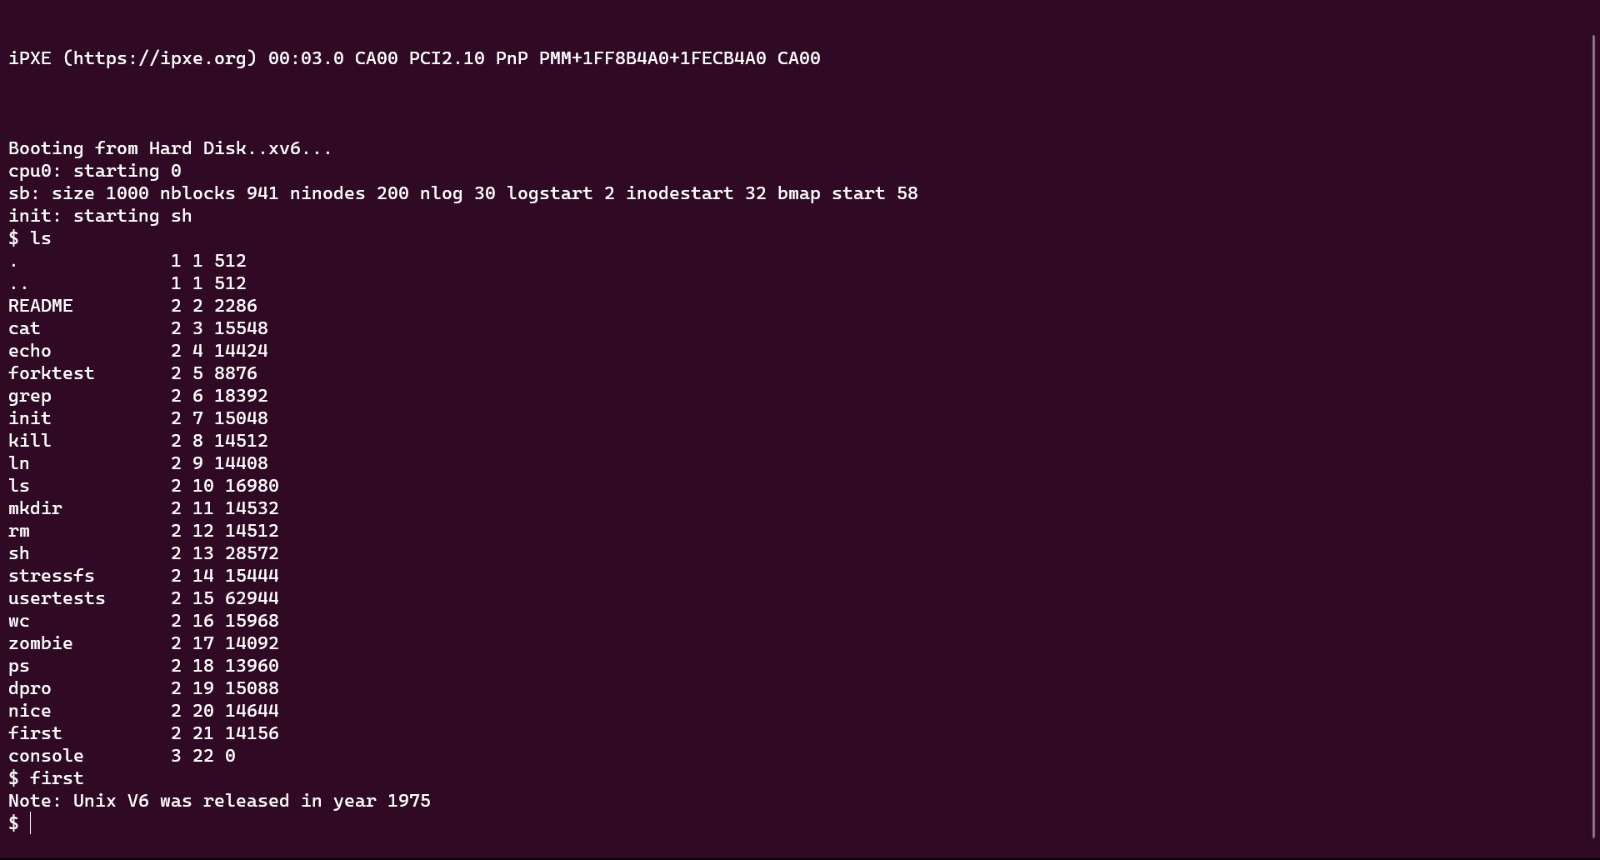 iPXE (https://ipxe.org) 00:03.0 CA00 PCI2.10 PnP PMM+1FF8B4A0+1FECB4A0 CA00
Booting from Hard Disk..xv6...
cpu0: starting 0
sb: size 1000 nblocks 941 ninodes 200 nlog 30 logstart 2 inodestart 32 bmap start 58
init: starting sh
$ ls
.              1 1 512
..             1 1 512
README         2 2 2286
cat            2 3 15548
echo           2 4 14424
forktest       2 5 8876
grep           2 6 18392
init           2 7 15048
kill           2 8 14512
ln             2 9 14408
ls             2 10 16980
mkdir          2 11 14532
rm             2 12 14512
sh             2 13 28572
stressfs       2 14 15444
usertests      2 15 62944
wc             2 16 15968
zombie         2 17 14092
ps             2 18 13960
dpro           2 19 15088
nice           2 20 14644
first          2 21 14156
console        3 22 0
$ first
Note: Unix V6 was released in year 1975
$